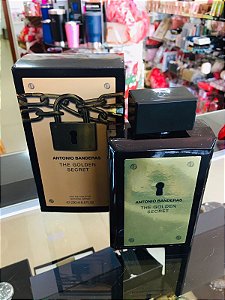 ANTONIO BANDERAS
THE GOLDEN
SECRET
ANTONIO BANDERAS
THE GOLDEN
SECRET